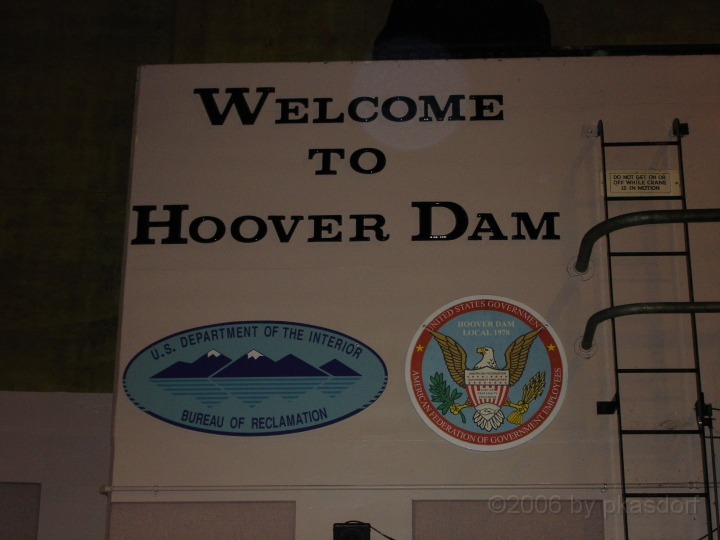 WELCOME
TO
HOOVER DAM
DO NOT GET ON OR
OFF WHILE CRANE
IS IN MOTION
U.S. DEPARTMENT OF THE INTERIOR
BUREAU OF RECLAMATION
UNITED STATES GOVERNMENT
HOOVER DAM
LOCAL 1978
AMERICAN FEDERATION OF GOVERNMENT EMPLOYEES
©2006 by pkasdorf